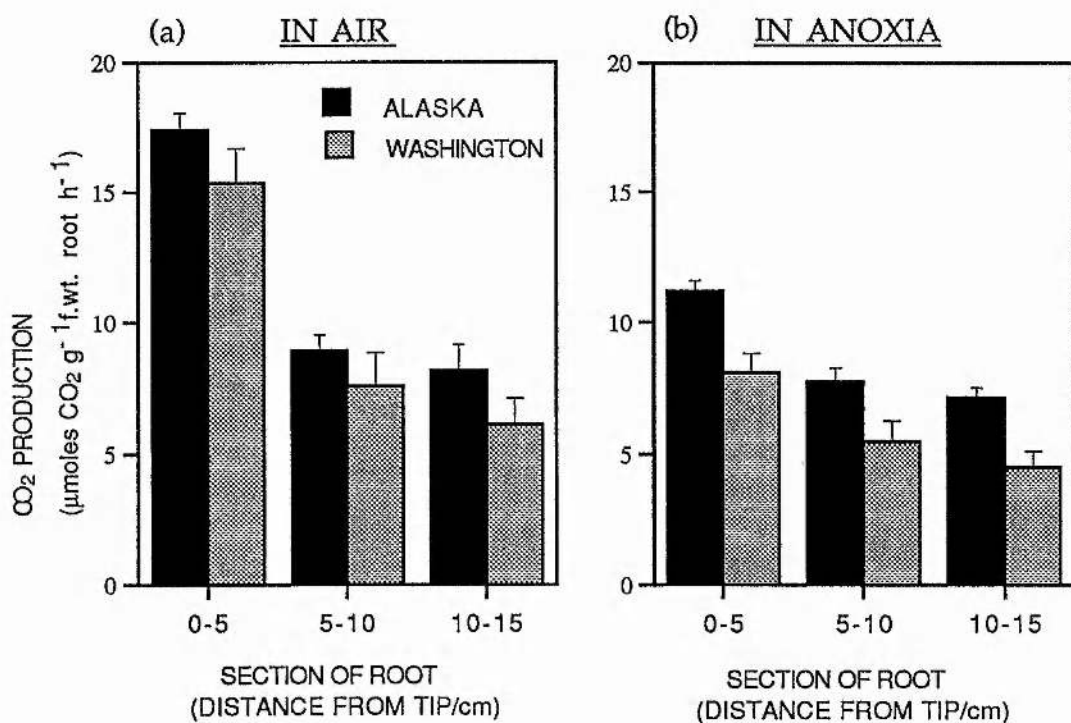 (a) IN AIR
(b) IN ANOXIA
CO₂ PRODUCTION
(μmoles CO₂ g⁻¹f.wt. root h⁻¹)
20
15
10
5
0
ALASKA
WASHINGTON
0-5 5-10 10-15
SECTION OF ROOT
(DISTANCE FROM TIP/cm)
20
15
10
5
0
0-5 5-10 10-15
SECTION OF ROOT
(DISTANCE FROM TIP/cm)